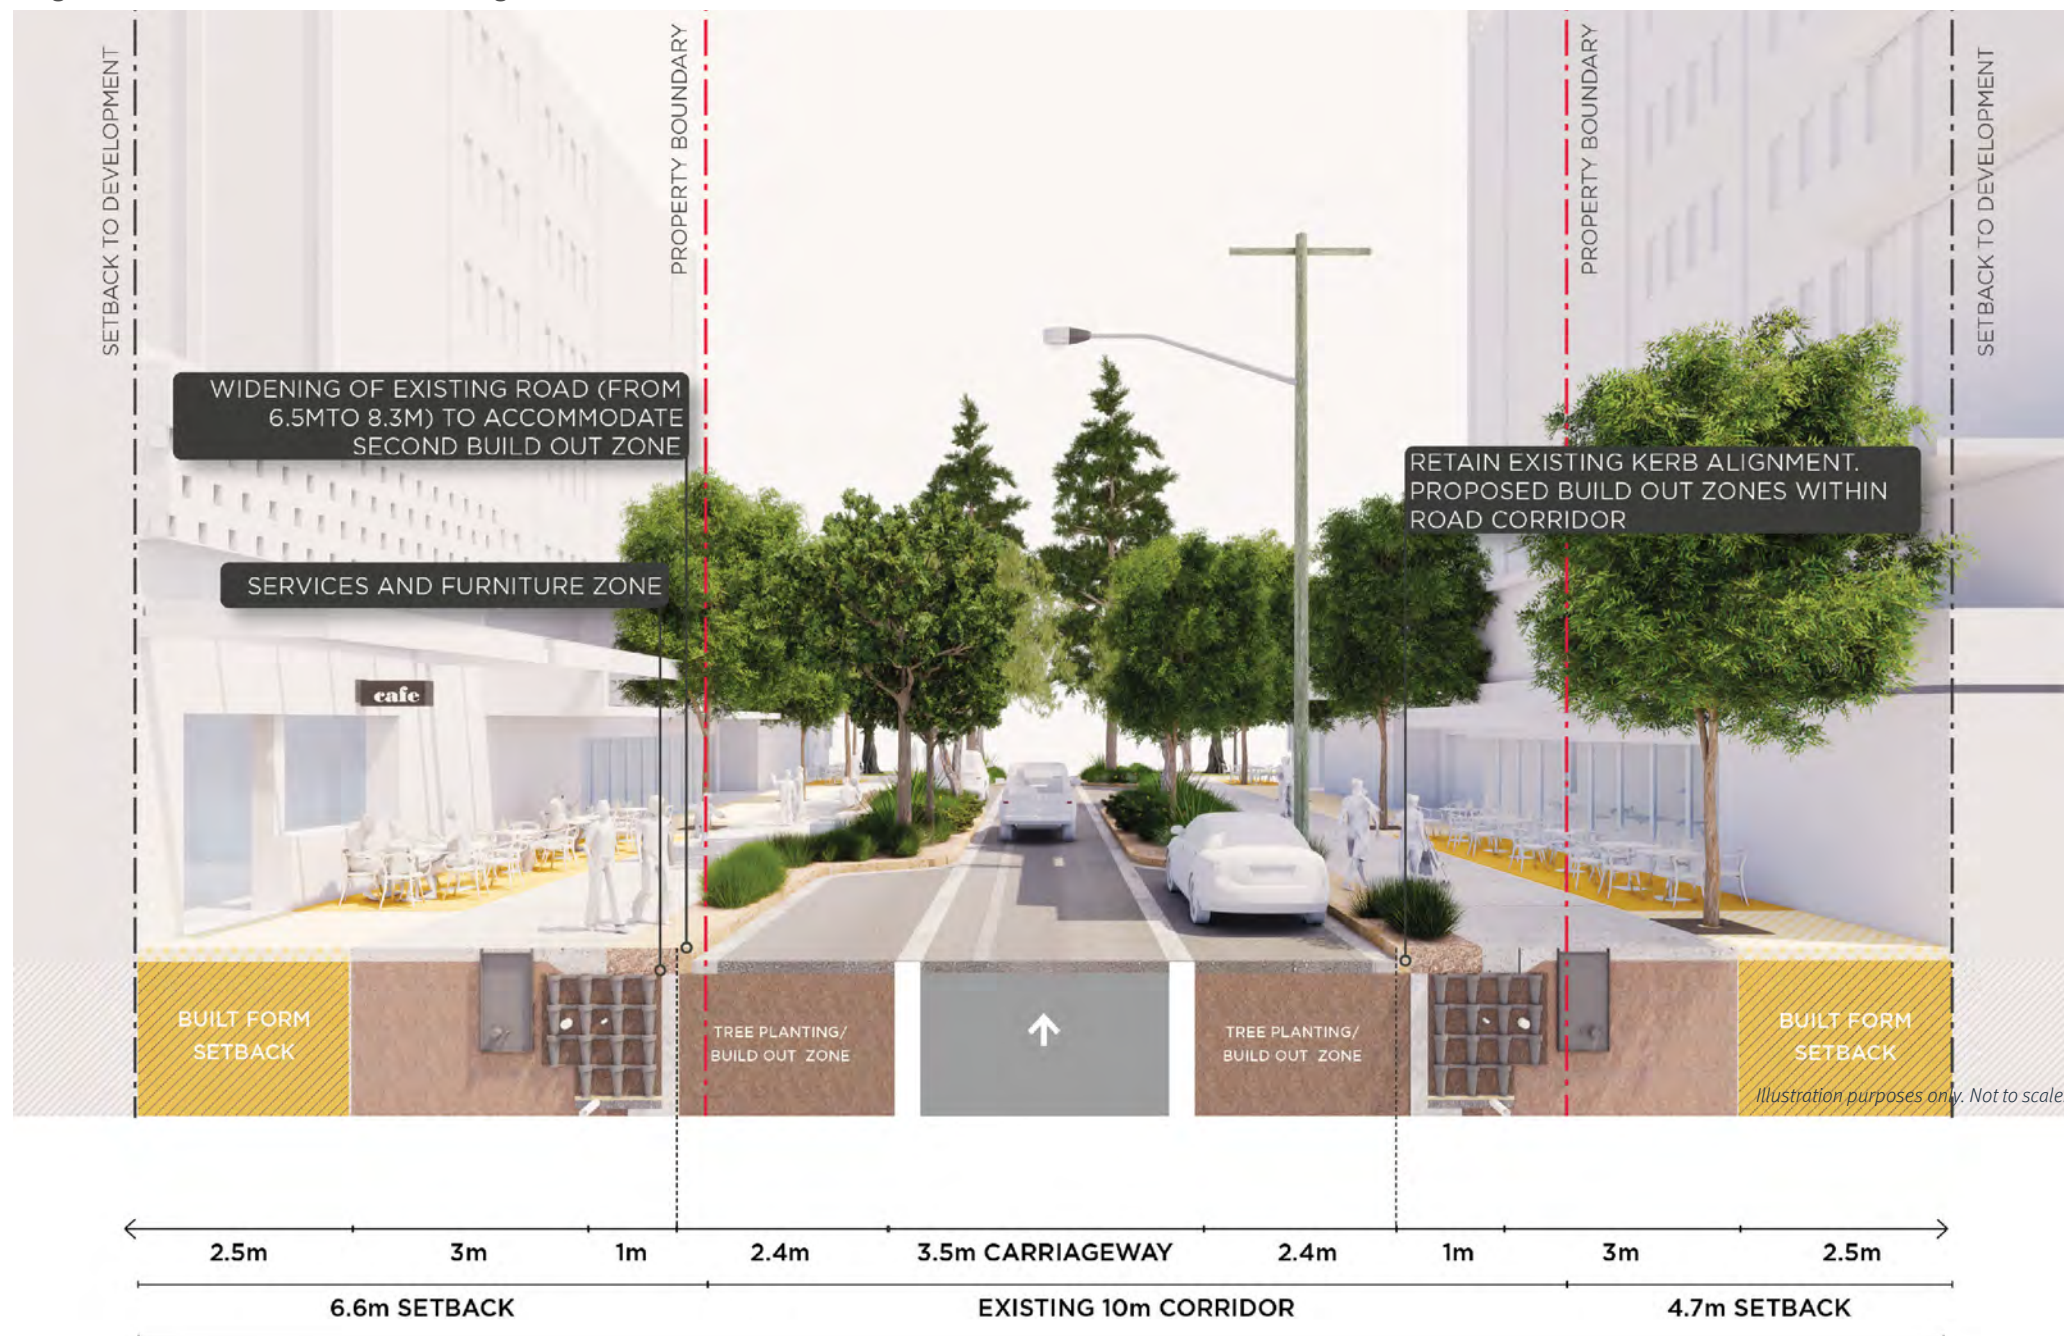 SETBACK TO DEVELOPMENT
PROPERTY BOUNDARY
PROPERTY BOUNDARY
SETBACK TO DEVELOPMENT
WIDENING OF EXISTING ROAD (FROM
6.5MTO 8.3M) TO ACCOMMODATE
SECOND BUILD OUT ZONE
RETAIN EXISTING KERB ALIGNMENT.
PROPOSED BUILD OUT ZONES WITHIN
ROAD CORRIDOR
SERVICES AND FURNITURE ZONE
cafe
BUILT FORM
SETBACK
TREE PLANTING/
BUILD OUT ZONE
TREE PLANTING/
BUILD OUT ZONE
BUILT FORM
SETBACK
Illustration purposes only. Not to scale.
2.5m 3m 1m 2.4m 3.5m CARRIAGEWAY 2.4m 1m 3m 2.5m
6.6m SETBACK EXISTING 10m CORRIDOR 4.7m SETBACK